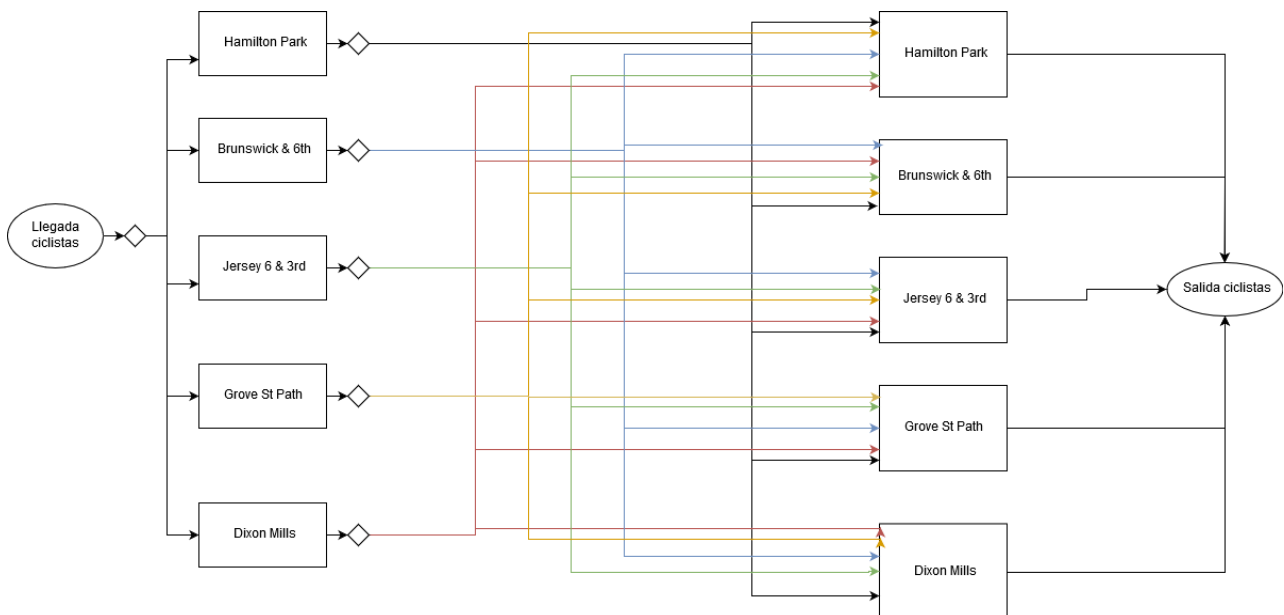 Hamilton Park
Brunswick & 6th
Llegada
ciclistas
Jersey 6 & 3rd
Grove St Path
Dixon Mills
Hamilton Park
Brunswick & 6th
Jersey 6 & 3rd
Grove St Path
Dixon Mills
Salida ciclistas